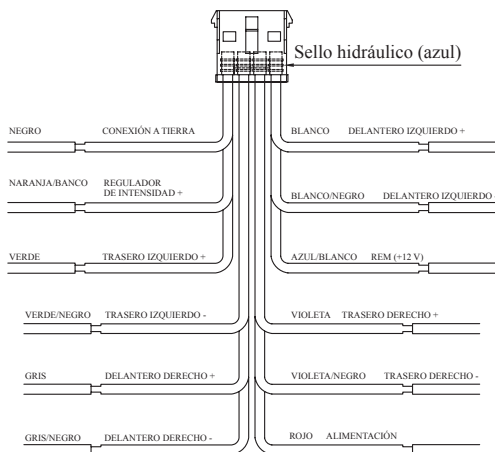 Sello hidráulico (azul)
NEGRO CONEXIÓN A TIERRA
BLANCO DELANTERO IZQUIERDO +
NARANJA/BANCO REGULADOR
DE INTENSIDAD +
BLANCO/NEGRO DELANTERO IZQUIERDO -
VERDE TRASERO IZQUIERDO +
AZUL/BLANCO REM (+12 V)
VERDE/NEGRO TRASERO IZQUIERDO -
VIOLETA TRASERO DERECHO +
GRIS DELANTERO DERECHO +
VIOLETA/NEGRO TRASERO DERECHO -
GRIS/NEGRO DELANTERO DERECHO -
ROJO ALIMENTACIÓN